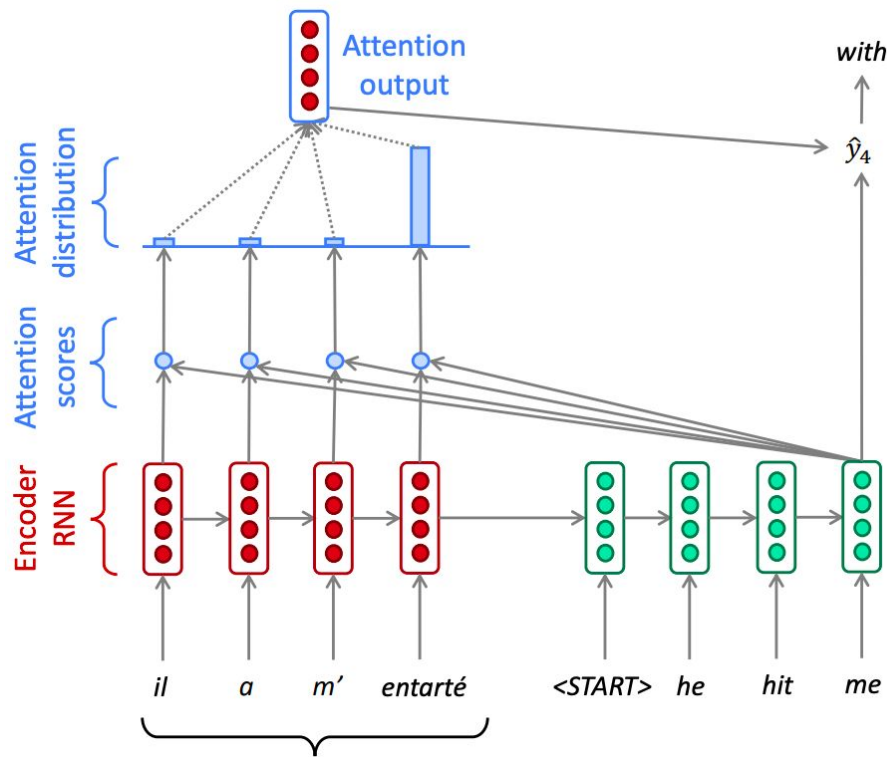 Attention
output
with
ŷ4
Attention
distribution
Attention
scores
Encoder
RNN
il a m’ entarté <START> he hit me